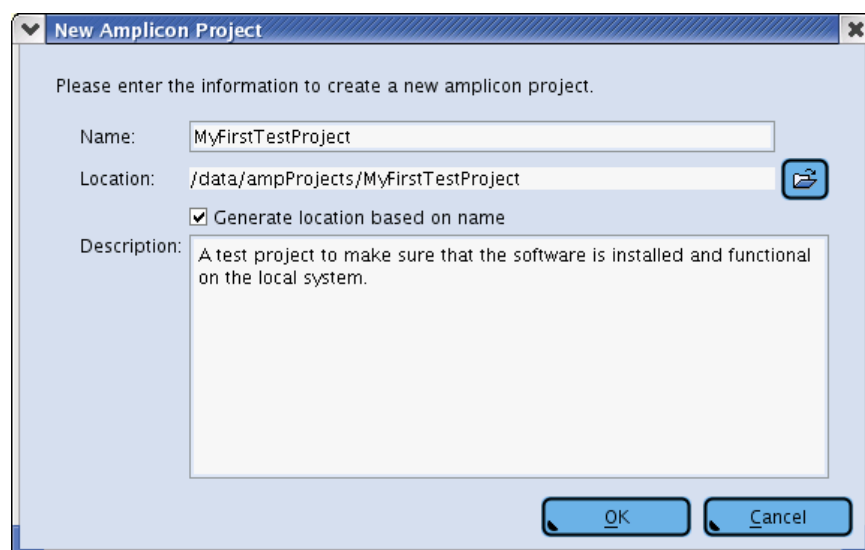 New Amplicon Project
Please enter the information to create a new amplicon project.
Name: MyFirstTestProject
Location: /data/ampProjects/MyFirstTestProject
Generate location based on name
Description: A test project to make sure that the software is installed and functional
on the local system.
OK Cancel